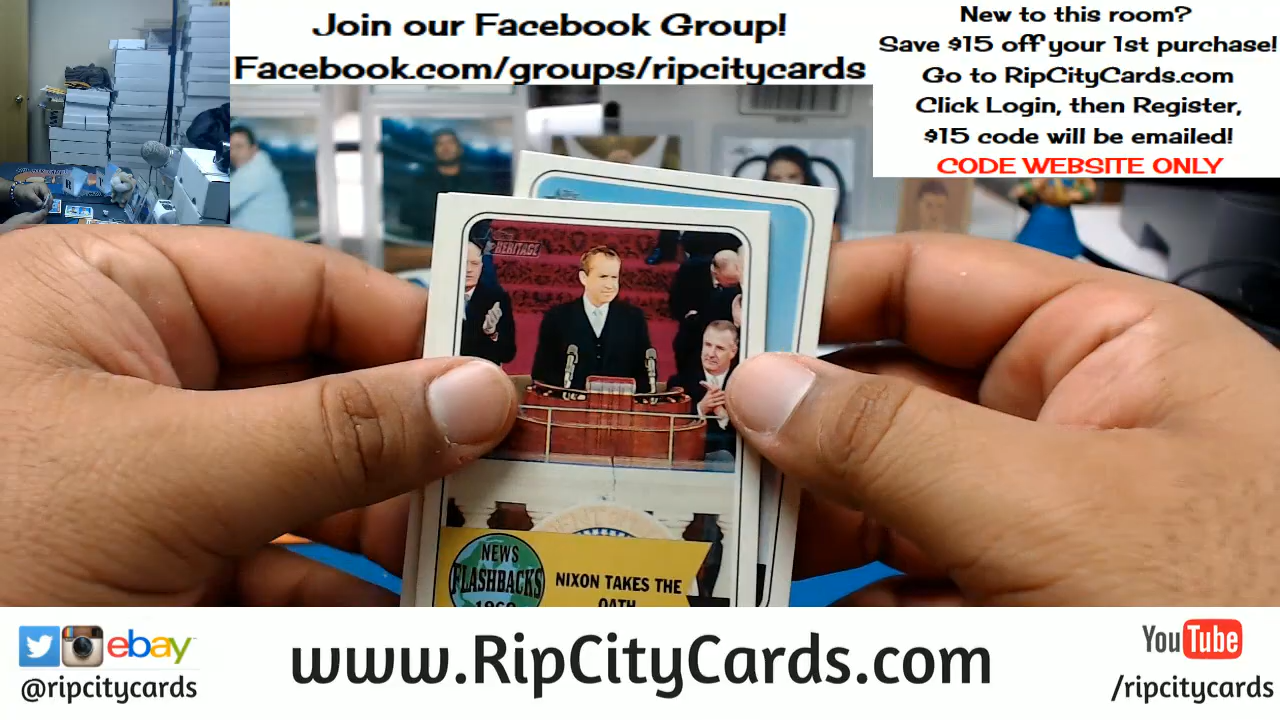 Join our Facebook Group!
Facebook.com/groups/ripcitycards
New to this room?
Save $15 off your 1st purchase!
Go to RipCityCards.com
Click Login, then Register,
$15 code will be emailed!
CODE WEBSITE ONLY
HERITAGE
NEWS
FLASHBACKS
1969
NIXON TAKES THE
OATH
ebay
@ripcitycards
www.RipCityCards.com
YouTube
/ripcitycards